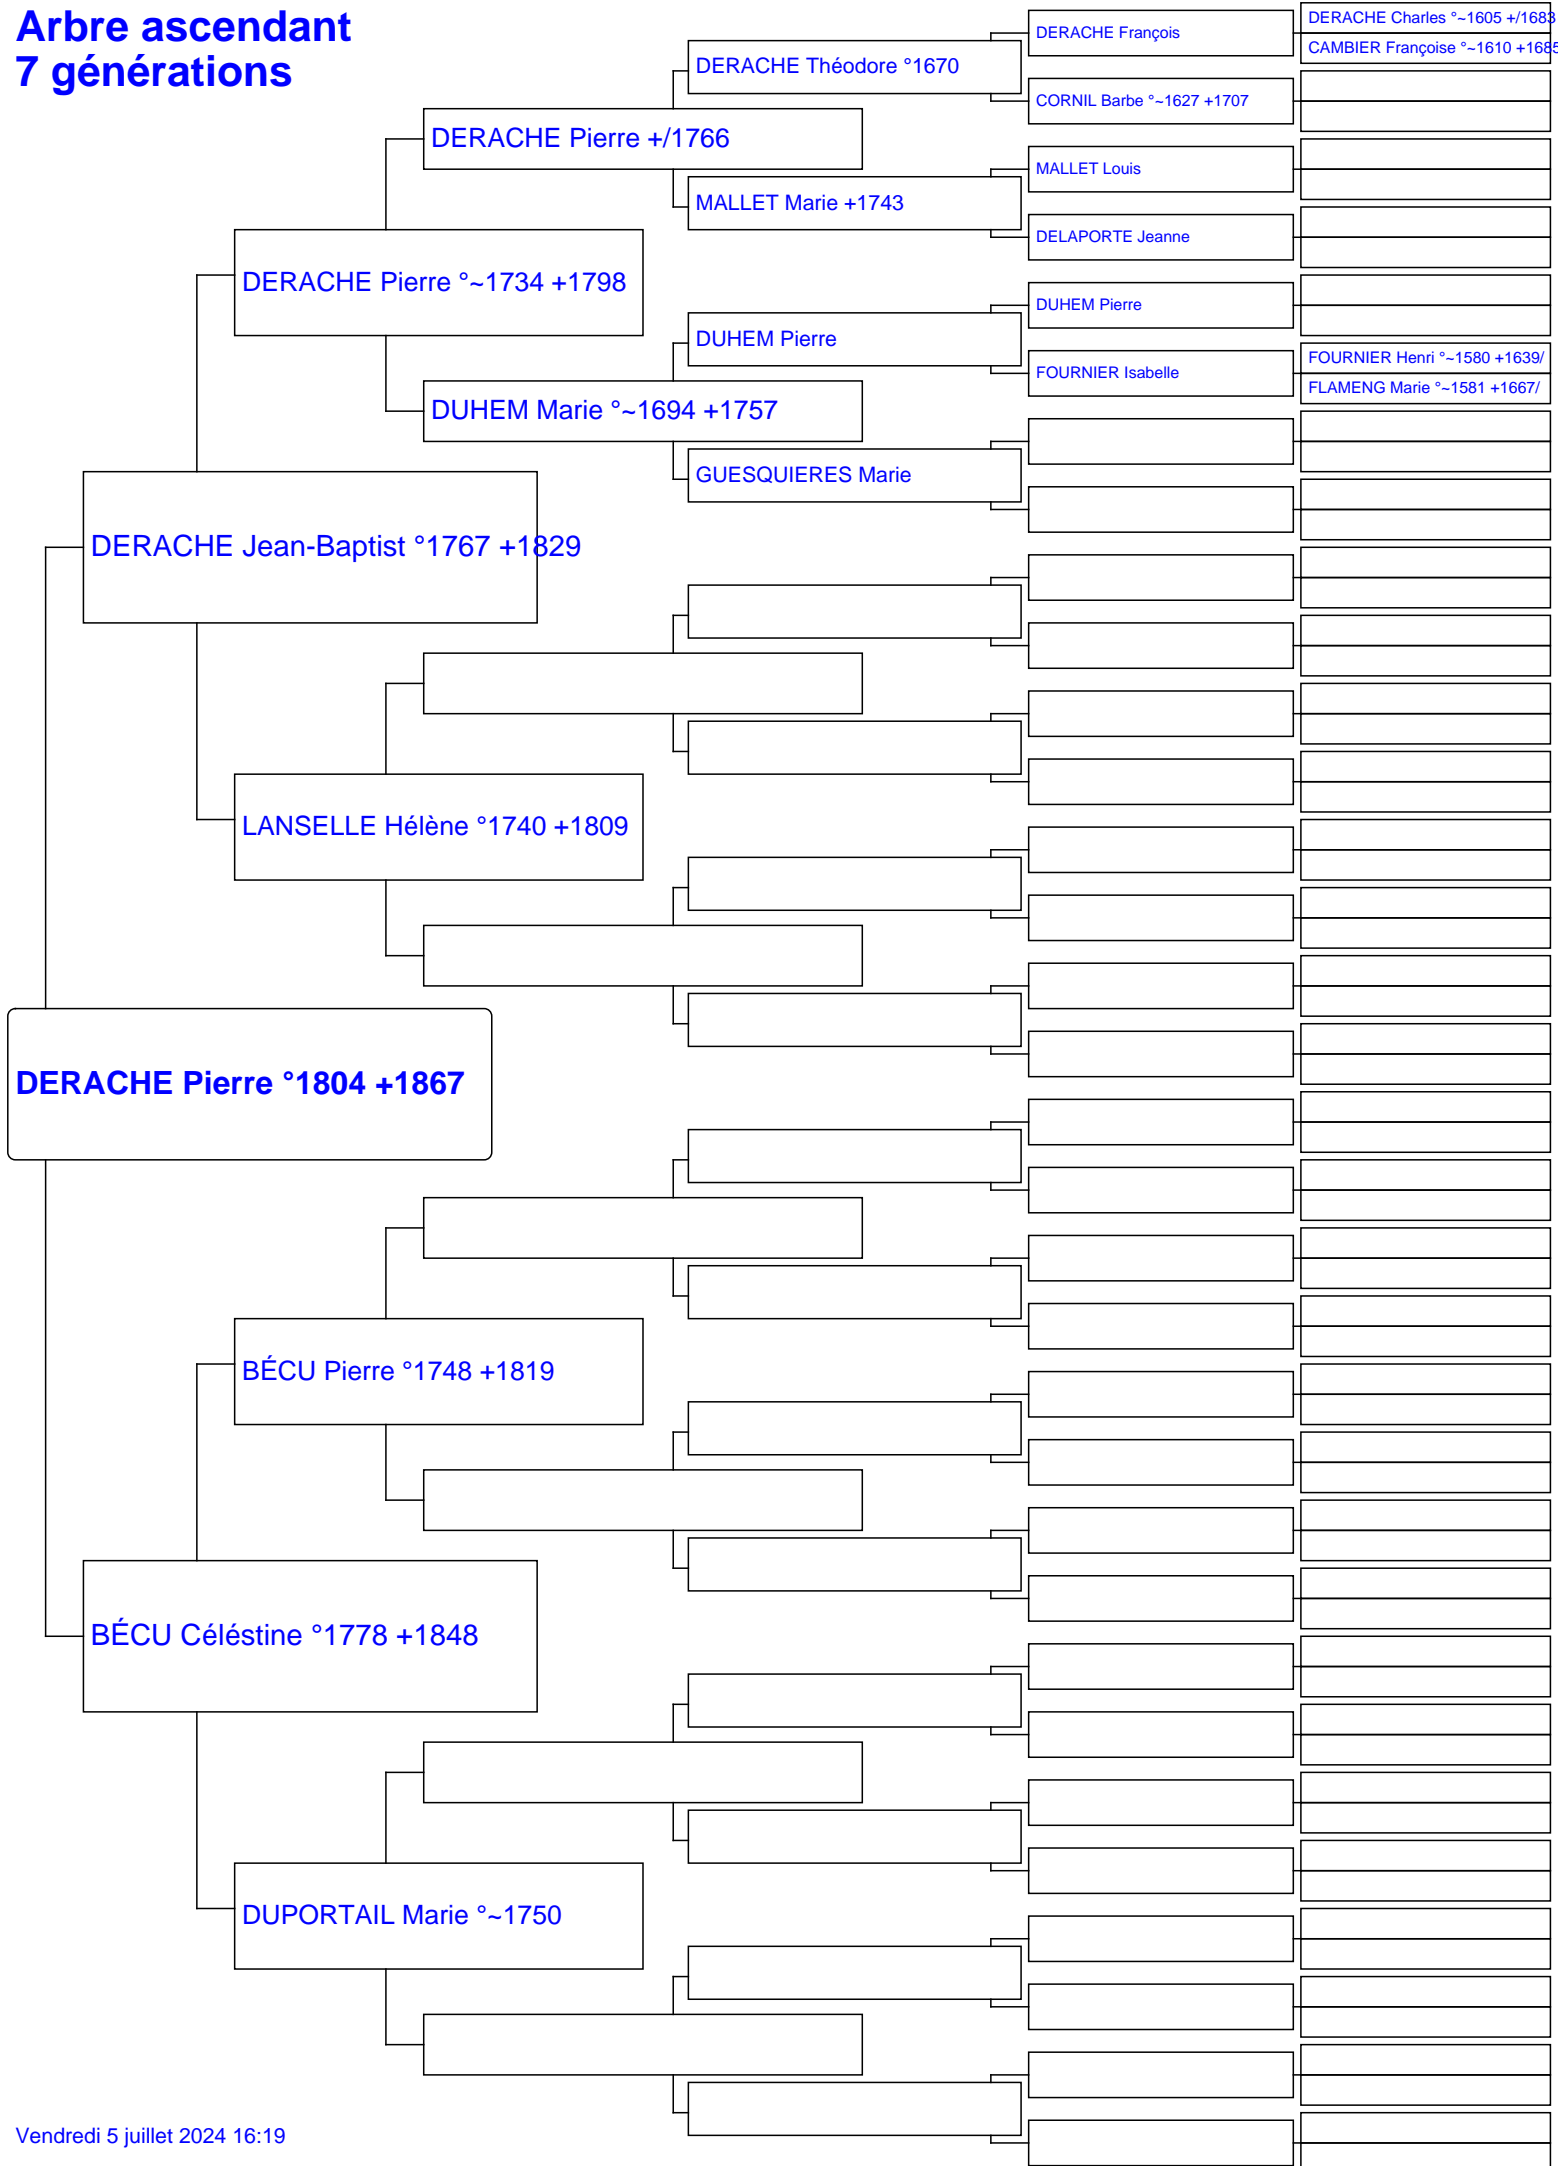 Arbre ascendant
7 générations
DERACHE Pierre °1804 +1867
DERACHE Jean-Baptist °1767 +1829
BÉCU Céléstine °1778 +1848
DERACHE Pierre °~1734 +1798
LANSELLE Hélène °1740 +1809
BÉCU Pierre °1748 +1819
DUPORTAIL Marie °~1750
DERACHE Pierre +/1766
DUHEM Marie °~1694 +1757
DERACHE Théodore °1670
MALLET Marie +1743
DUHEM Pierre
GUESQUIERES Marie
DERACHE François
CORNIL Barbe °~1627 +1707
MALLET Louis
DELAPORTE Jeanne
DUHEM Pierre
FOURNIER Isabelle
DERACHE Charles °~1605 +/1683
CAMBIER Françoise °~1610 +1685
FOURNIER Henri °~1580 +1639/
FLAMENG Marie °~1581 +1667/
Vendredi 5 juillet 2024 16:19